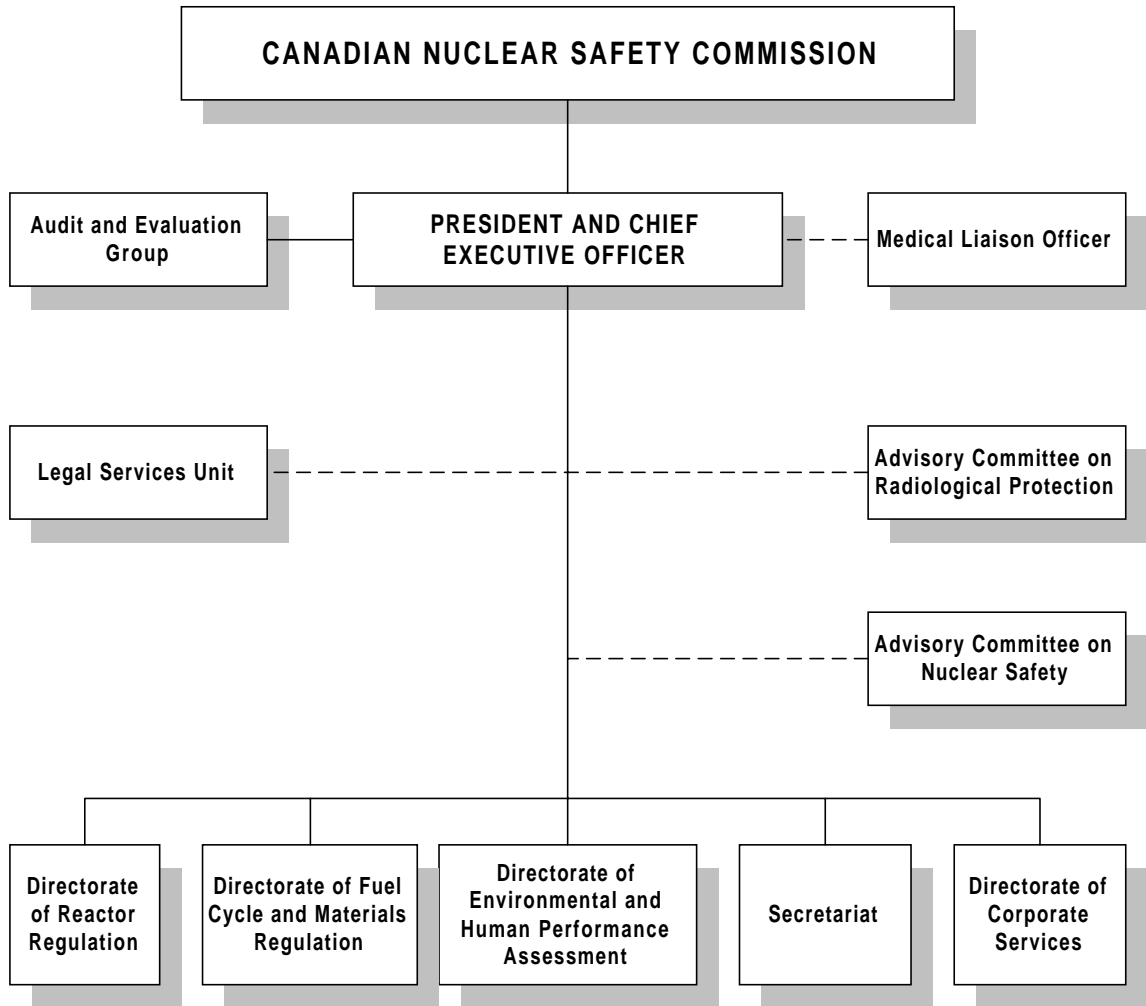 CANADIAN NUCLEAR SAFETY COMMISSION
Audit and Evaluation
Group
PRESIDENT AND CHIEF
EXECUTIVE OFFICER
Medical Liaison Officer
Legal Services Unit
Advisory Committee on
Radiological Protection
Advisory Committee on
Nuclear Safety
Directorate
of Reactor
Regulation
Directorate of Fuel
Cycle and Materials
Regulation
Directorate of
Environmental and
Human Performance
Assessment
Secretariat
Directorate of
Corporate
Services